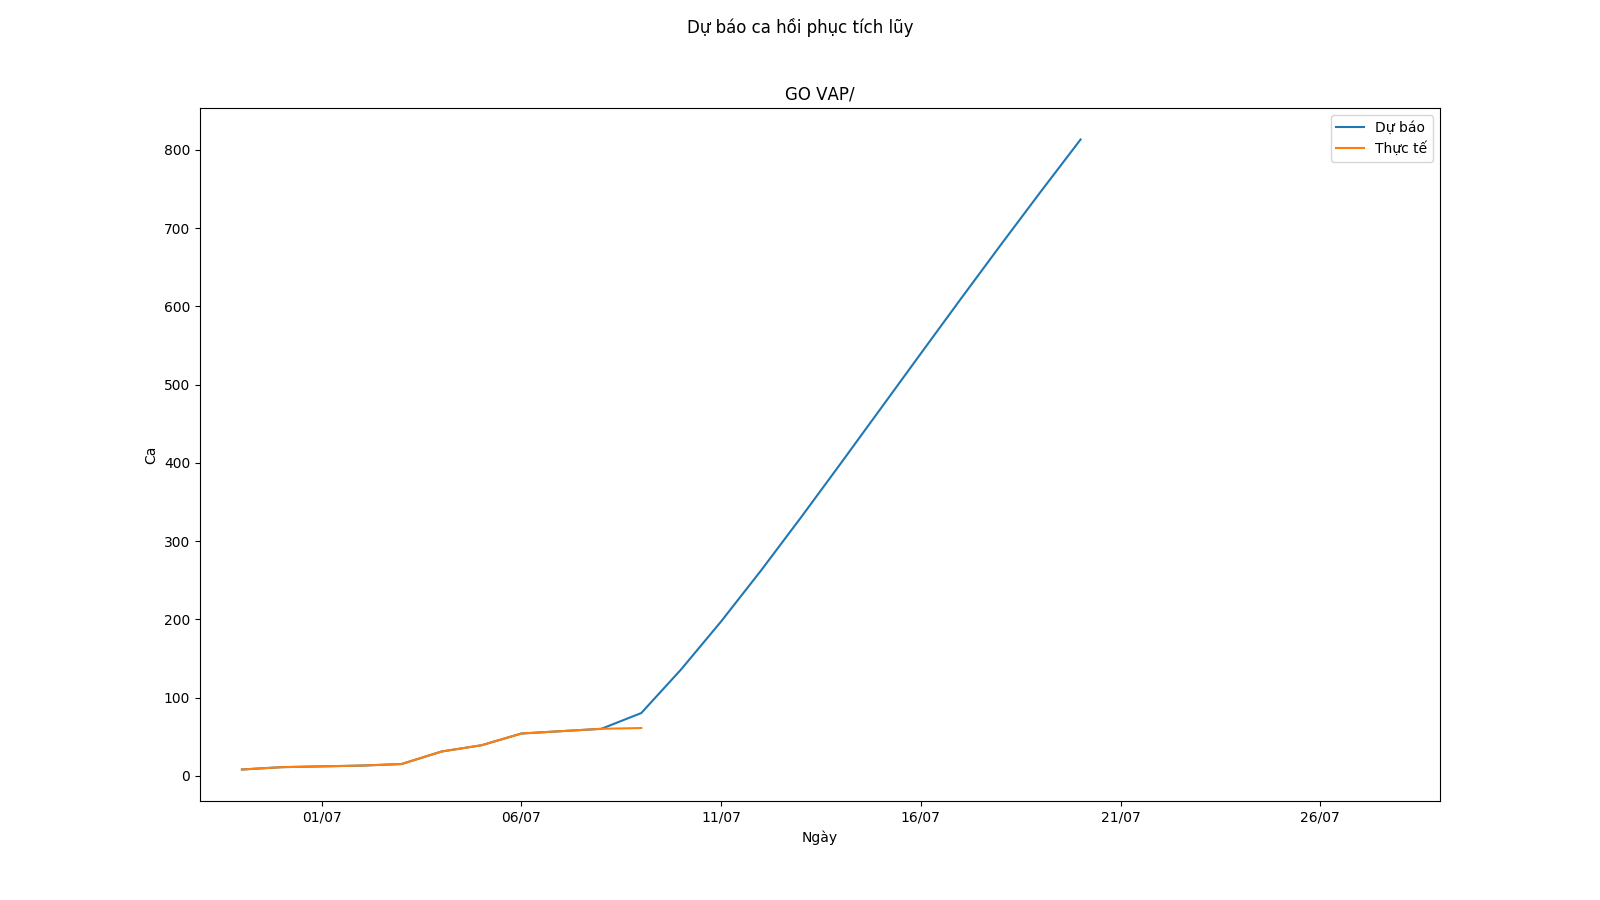 Dự báo ca hồi phục tích lũy
GO VAP/
Dự báo
Thực tế
800
700
600
500
400
300
200
100
0
Ca
01/07
06/07
11/07
16/07
21/07
26/07
Ngày